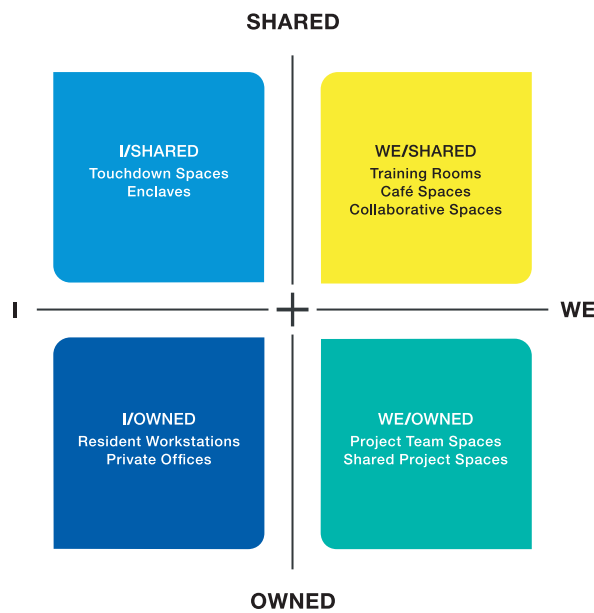 SHARED
I/SHARED
Touchdown Spaces
Enclaves
WE/SHARED
Training Rooms
Café Spaces
Collaborative Spaces
I
WE
I/OWNED
Resident Workstations
Private Offices
WE/OWNED
Project Team Spaces
Shared Project Spaces
OWNED